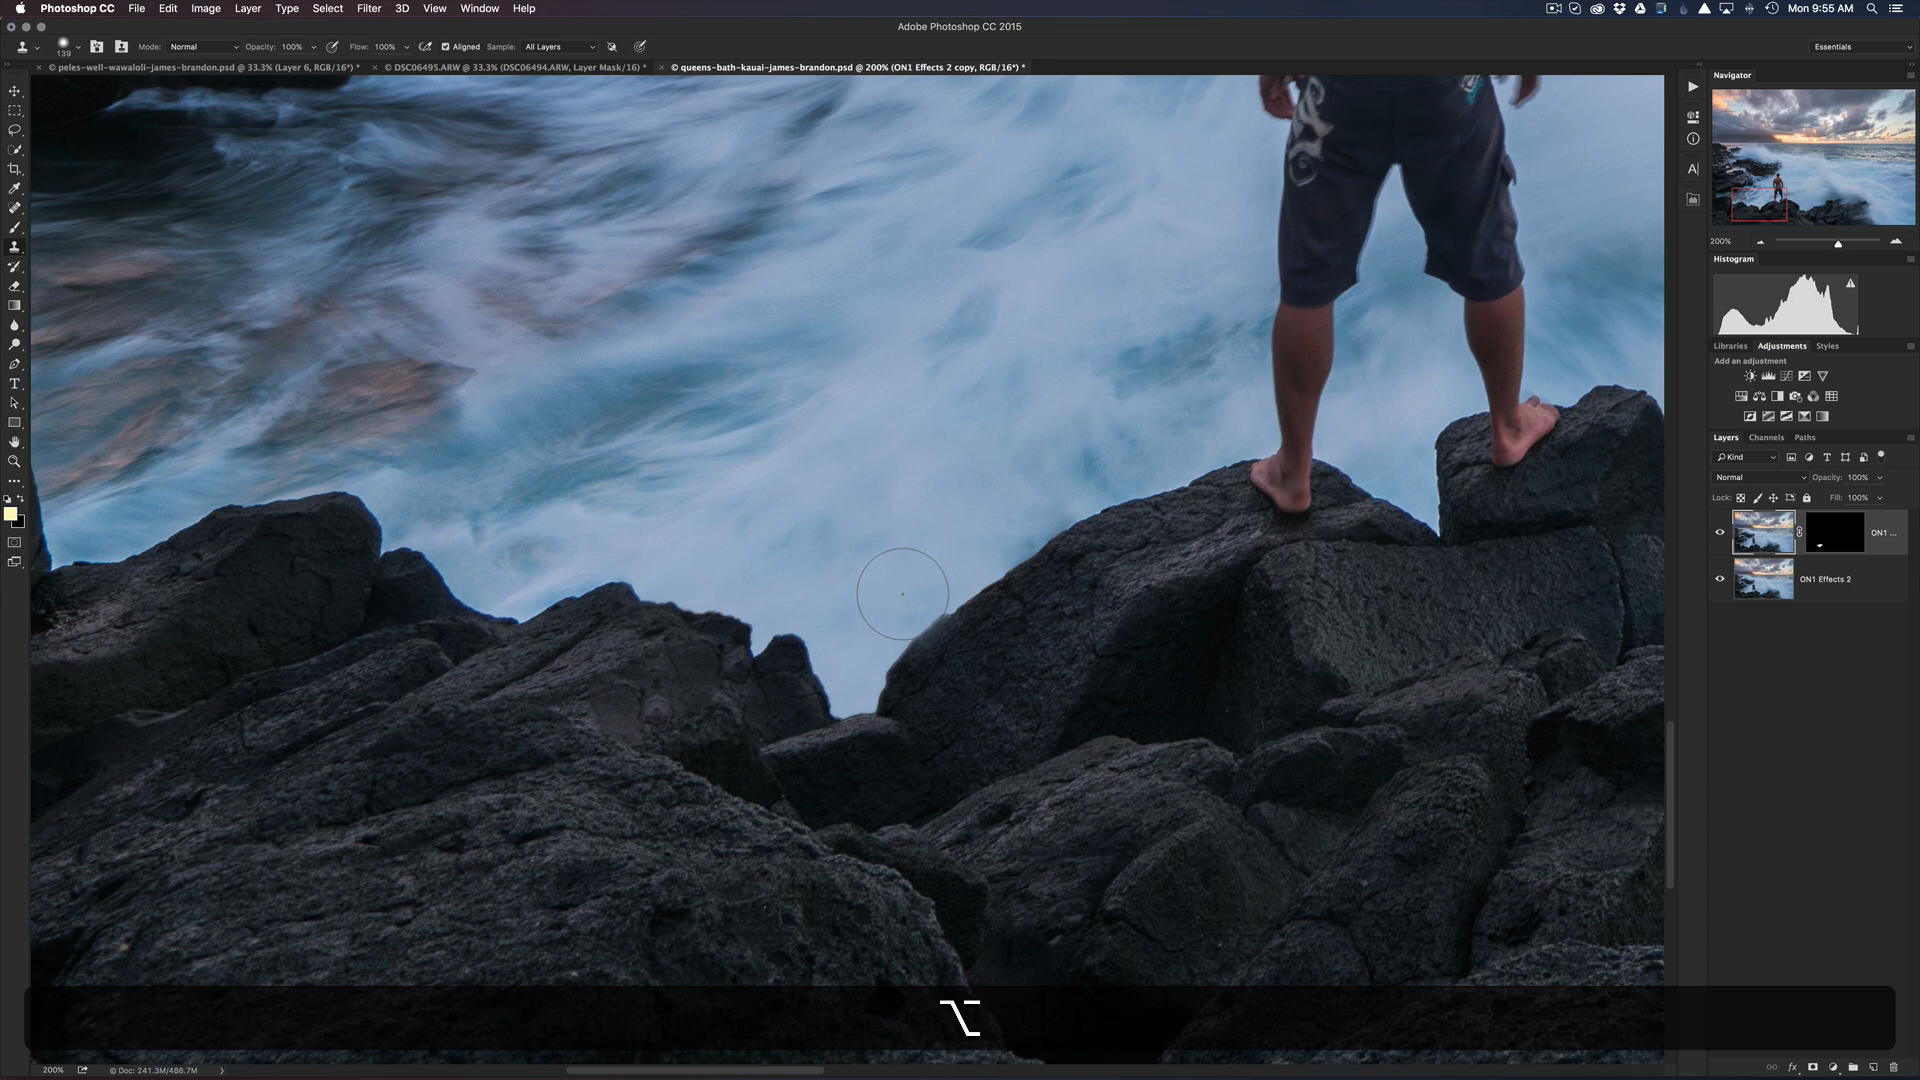 Photoshop CC File Edit Image Layer Type Select Filter 3D View Window Help Mon 9:55 AM
Adobe Photoshop CC 2015
139 Mode: Normal Opacity: 100% Flow: 100% Aligned Sample: All Layers Essentials
© peles-well-wawaloli-james-brandon.psd @ 33.3% (Layer 6, RGB/16*) * © DSC06495.ARW @ 33.3% (DSC06494.ARW, Layer Mask/16) * © queens-bath-kauai-james-brandon.psd @ 200% (ON1 Effects 2 copy, RGB/16*) *
Navigator
200%
Histogram
Libraries Adjustments Styles
Add an adjustment
Layers Channels Paths
Kind
Normal Opacity: 100%
Lock: Fill: 100%
ON1 ...
ON1 Effects 2
⌥
200% © Doc: 241.3M/486.7M